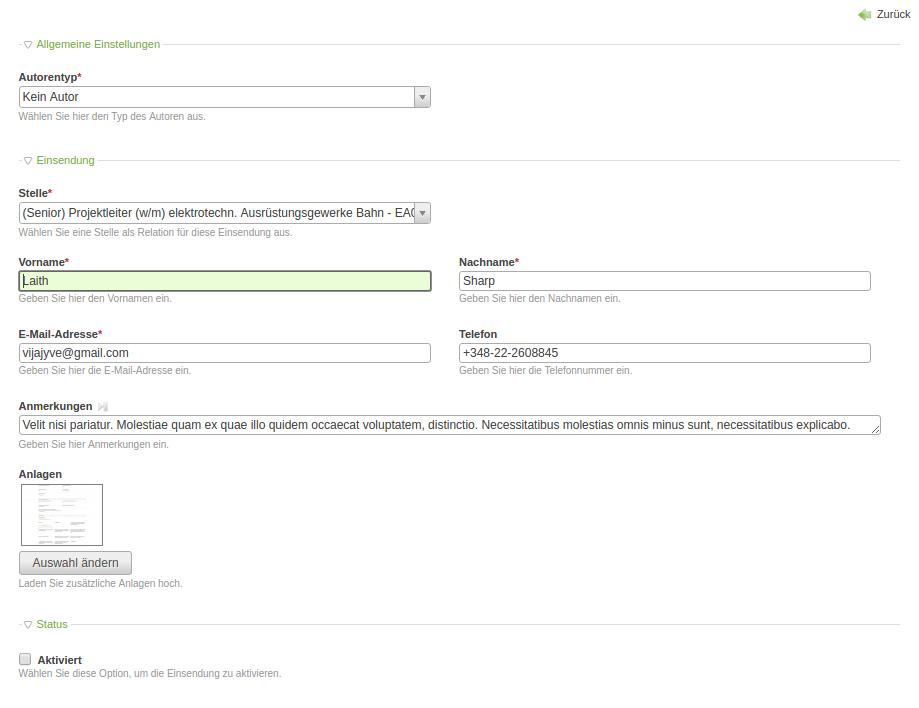 Zurück
Allgemeine Einstellungen
Autorentyp*
Kein Autor
Wählen Sie hier den Typ des Autoren aus.
Einsendung
Stelle*
(Senior) Projektleiter (w/m) elektrotechn. Ausrüstungsgewerke Bahn -
Wählen Sie eine Stelle als Relation für diese Einsendung aus.
Vorname* Nachname*
Laith Sharp
Geben Sie hier den Vornamen ein. Geben Sie hier den Nachnamen ein.
E-Mail-Adresse* Telefon
vijajyve@gmail.com +348-22-2608845
Geben Sie hier die E-Mail-Adresse ein. Geben Sie hier die Telefonnummer ein.
Anmerkungen
Velit nisi pariatur. Molestiae quam ex quae illo quidem occaecat voluptatem, distinctio. Necessitatibus molestias omnis minus sunt, necessitatibus explicabo.
Geben Sie hier Anmerkungen ein.
Anlagen
Auswahl ändern
Laden Sie zusätzliche Anlagen hoch.
Status
Aktiviert
Wählen Sie diese Option, um die Einsendung zu aktivieren.